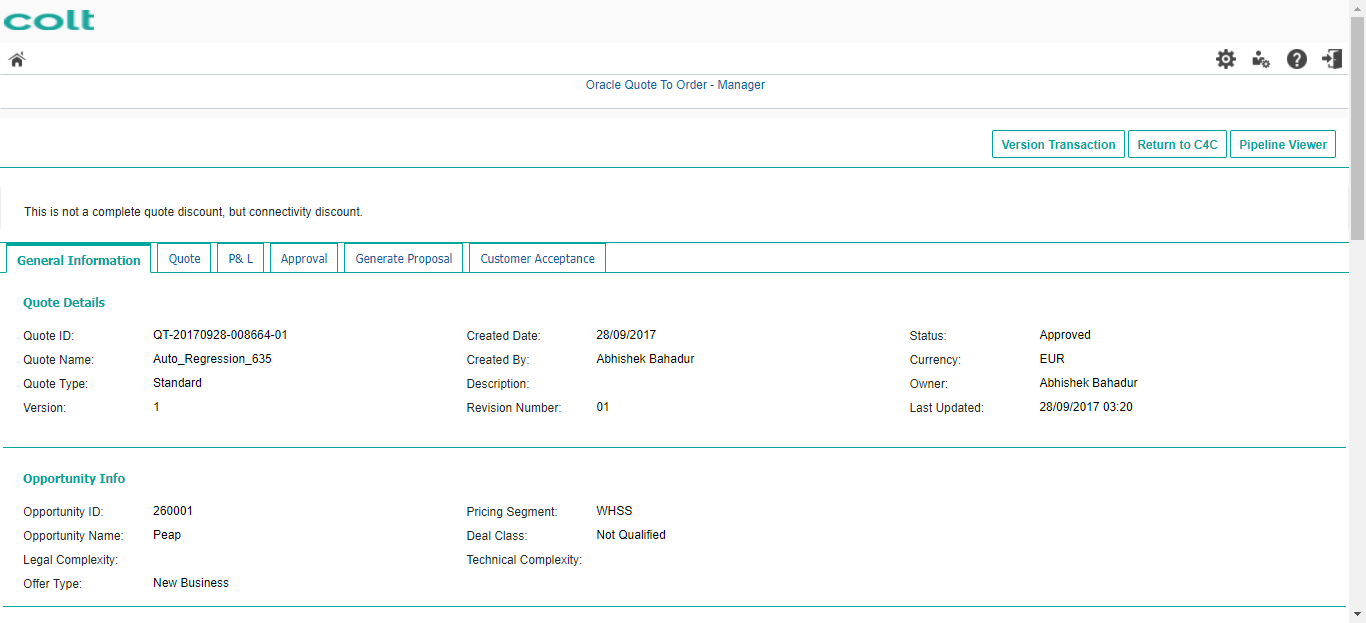 colt
Oracle Quote To Order - Manager
Version Transaction Return to C4C Pipeline Viewer
This is not a complete quote discount, but connectivity discount.
General Information Quote P& L Approval Generate Proposal Customer Acceptance
Quote Details
Quote ID: QT-20170928-008664-01 Created Date: 28/09/2017 Status: Approved
Quote Name: Auto_Regression_635 Created By: Abhishek Bahadur Currency: EUR
Quote Type: Standard Description: Owner: Abhishek Bahadur
Version: 1 Revision Number: 01 Last Updated: 28/09/2017 03:20
Opportunity Info
Opportunity ID: 260001 Pricing Segment: WHSS
Opportunity Name: Peap Deal Class: Not Qualified
Legal Complexity: Technical Complexity:
Offer Type: New Business